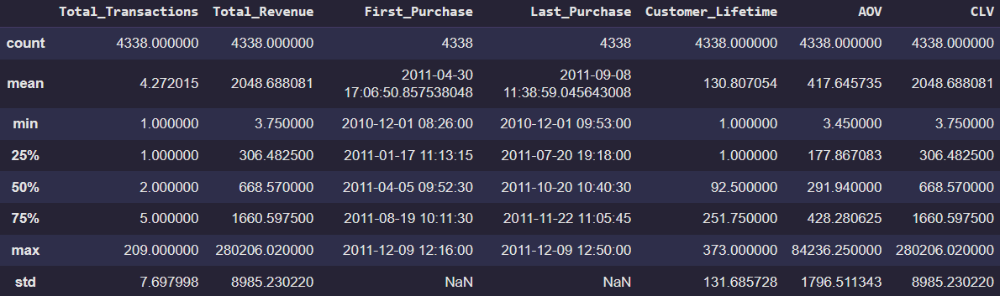 Total_Transactions Total_Revenue First_Purchase Last_Purchase Customer_Lifetime AOV CLV
count 4338.000000 4338.000000 4338 4338 4338.000000 4338.000000 4338.000000
mean 4.272015 2048.688081 2011-04-30 17:06:50.857538048 2011-09-08 11:38:59.045643008 130.807054 417.645735 2048.688081
min 1.000000 3.750000 2010-12-01 08:26:00 2010-12-01 09:53:00 1.000000 3.450000 3.750000
25% 1.000000 306.482500 2011-01-17 11:13:15 2011-07-20 19:18:00 1.000000 177.867083 306.482500
50% 2.000000 668.570000 2011-04-05 09:52:30 2011-10-20 10:40:30 92.500000 291.940000 668.570000
75% 5.000000 1660.597500 2011-08-19 10:11:30 2011-11-22 11:05:45 251.750000 428.280625 1660.597500
max 209.000000 280206.020000 2011-12-09 12:16:00 2011-12-09 12:50:00 373.000000 84236.250000 280206.020000
std 7.697998 8985.230220 NaN NaN 131.685728 1796.511343 8985.230220